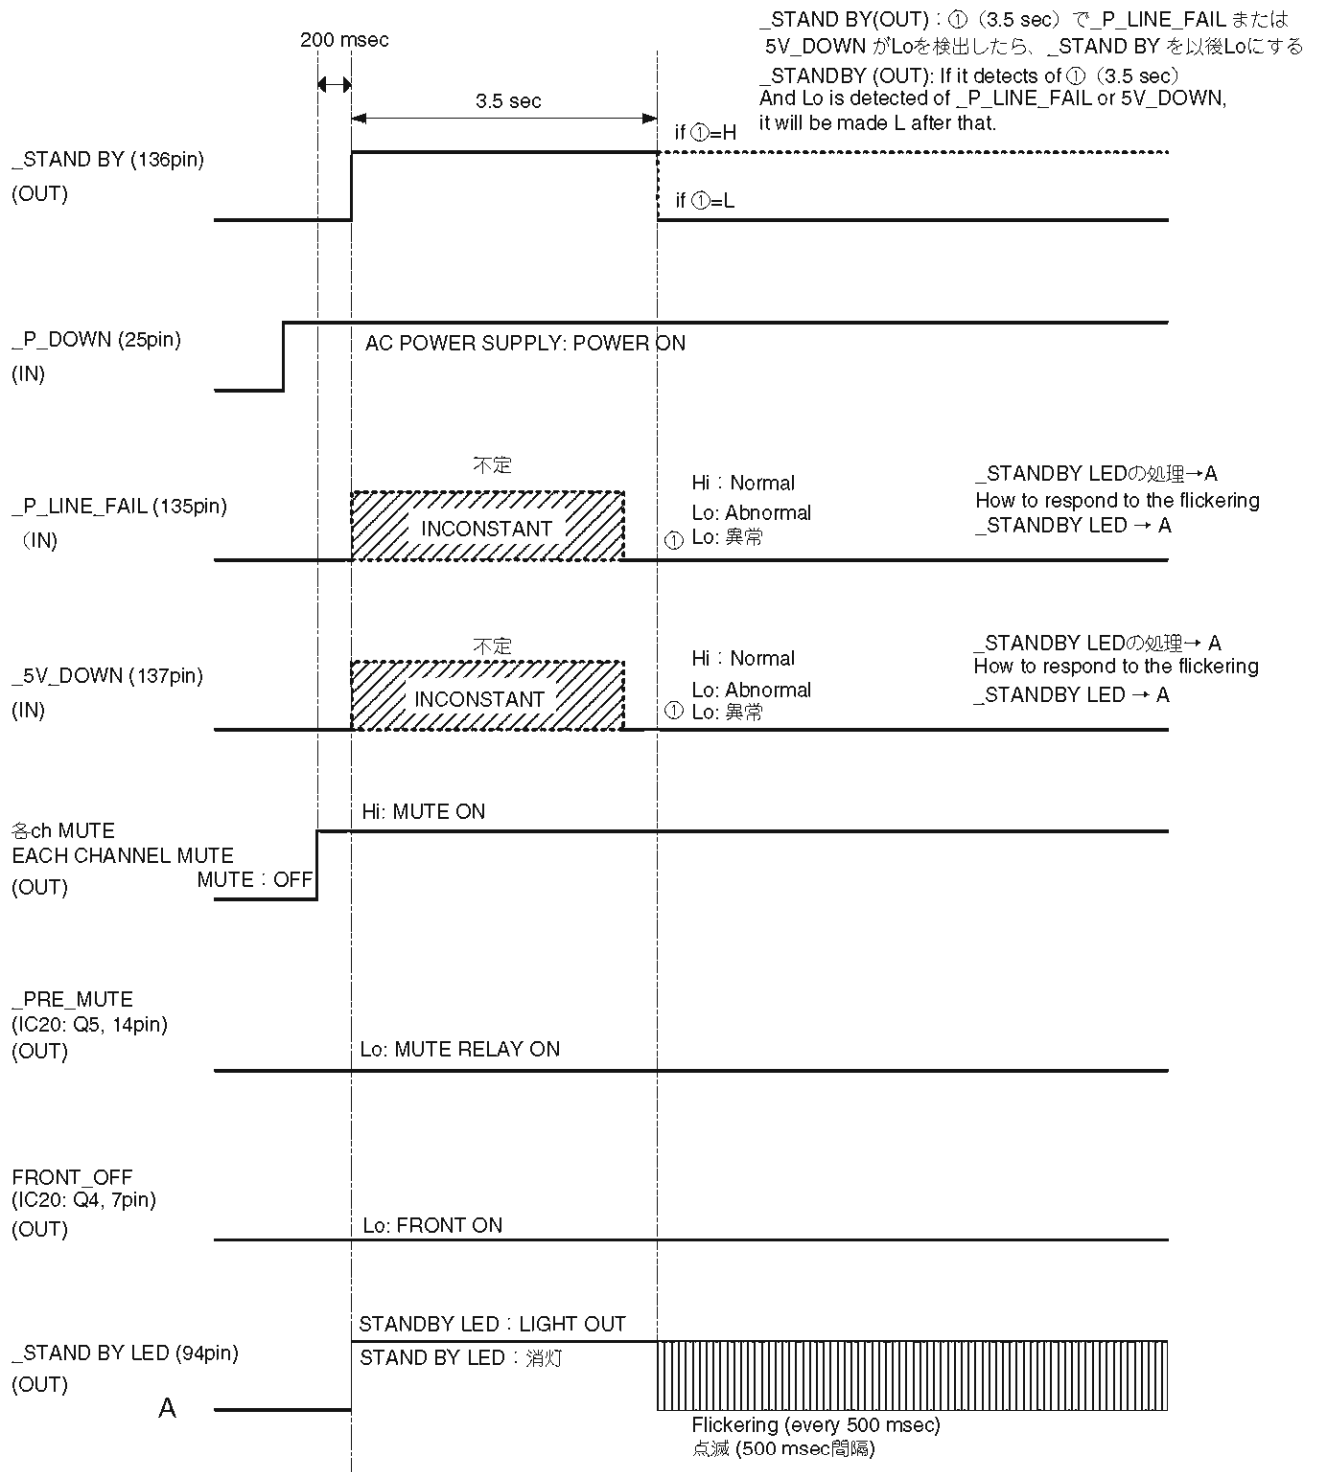 _STAND BY(OUT)：①（3.5 sec）で_P_LINE_FAIL または
5V_DOWN がLoを検出したら、_STAND BY を以後Loにする
_STANDBY (OUT): If it detects of ①（3.5 sec）
And Lo is detected of _P_LINE_FAIL or 5V_DOWN,
it will be made L after that.
200 msec
3.5 sec
if ①=H
_STAND BY (136pin)
(OUT)
if ①=L
_P_DOWN (25pin)
(IN)
AC POWER SUPPLY: POWER ON
不定
_P_LINE_FAIL (135pin)
（IN)
INCONSTANT
Hi：Normal
Lo: Abnormal
① Lo: 異常
_STANDBY LEDの処理→A
How to respond to the flickering
_STANDBY LED → A
不定
_5V_DOWN (137pin)
(IN)
INCONSTANT
Hi：Normal
Lo: Abnormal
① Lo: 異常
_STANDBY LEDの処理→ A
How to respond to the flickering
_STANDBY LED → A
Hi: MUTE ON
各ch MUTE
EACH CHANNEL MUTE
(OUT)
MUTE：OFF
_PRE_MUTE
(IC20: Q5, 14pin)
(OUT)
Lo: MUTE RELAY ON
FRONT_OFF
(IC20: Q4, 7pin)
(OUT)
Lo: FRONT ON
STANDBY LED：LIGHT OUT
_STAND BY LED (94pin)
(OUT)
STAND BY LED：消灯
A
Flickering (every 500 msec)
点滅 (500 msec間隔)